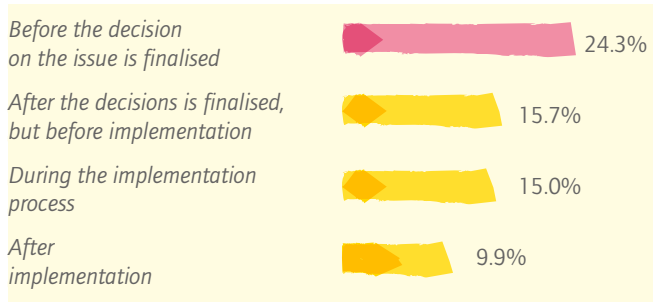 Before the decision
on the issue is finalised
24.3%
After the decisions is finalised,
but before implementation
15.7%
During the implementation
process
15.0%
After
implementation
9.9%